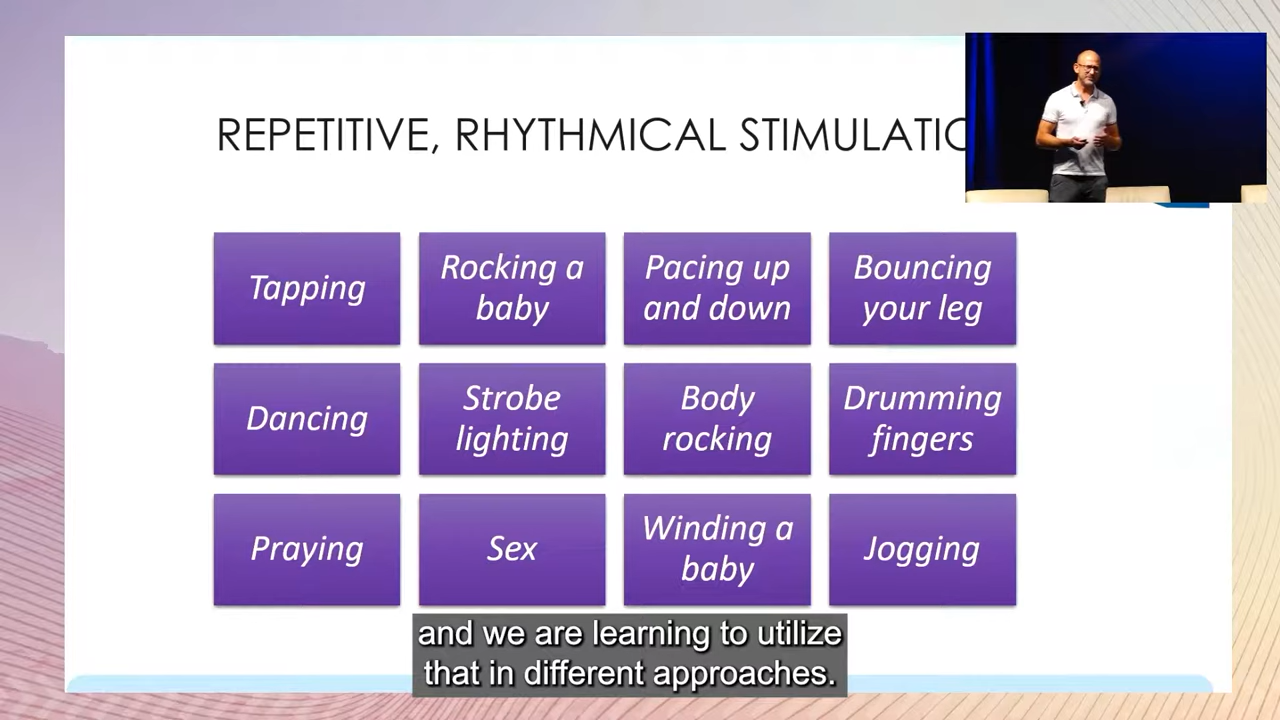 REPETITIVE, RHYTHMICAL STIMULATIO
Tapping
Rocking a
baby
Pacing up
and down
Bouncing
your leg
Dancing
Strobe
lighting
Body
rocking
Drumming
fingers
Praying
Sex
Winding a
baby
Jogging
and we are learning to utilize
that in different approaches.